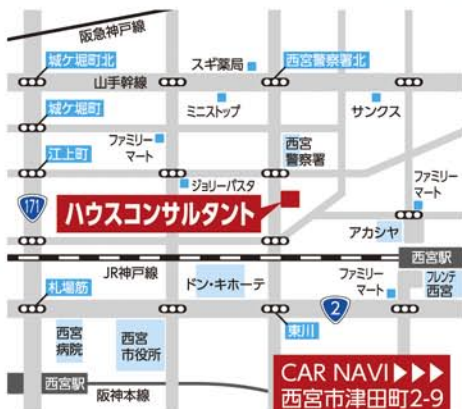 阪急神戸線
城ケ堀町北
スギ薬局
西宮警察署北
山手幹線
城ケ堀町
ミニストップ
サンクス
ファミリー
マート
西宮
警察署
江上町
ジョリーパスタ
ファミリー
マート
171
ハウスコンサルタント
アカシヤ
西宮駅
JR神戸線
ドン・キホーテ
ファミリー
マート
フレンテ
西宮
札場筋
2
西宮
病院
西宮
市役所
東川
西宮駅
阪神本線
CAR NAVI▶▶▶
西宮市津田町2-9